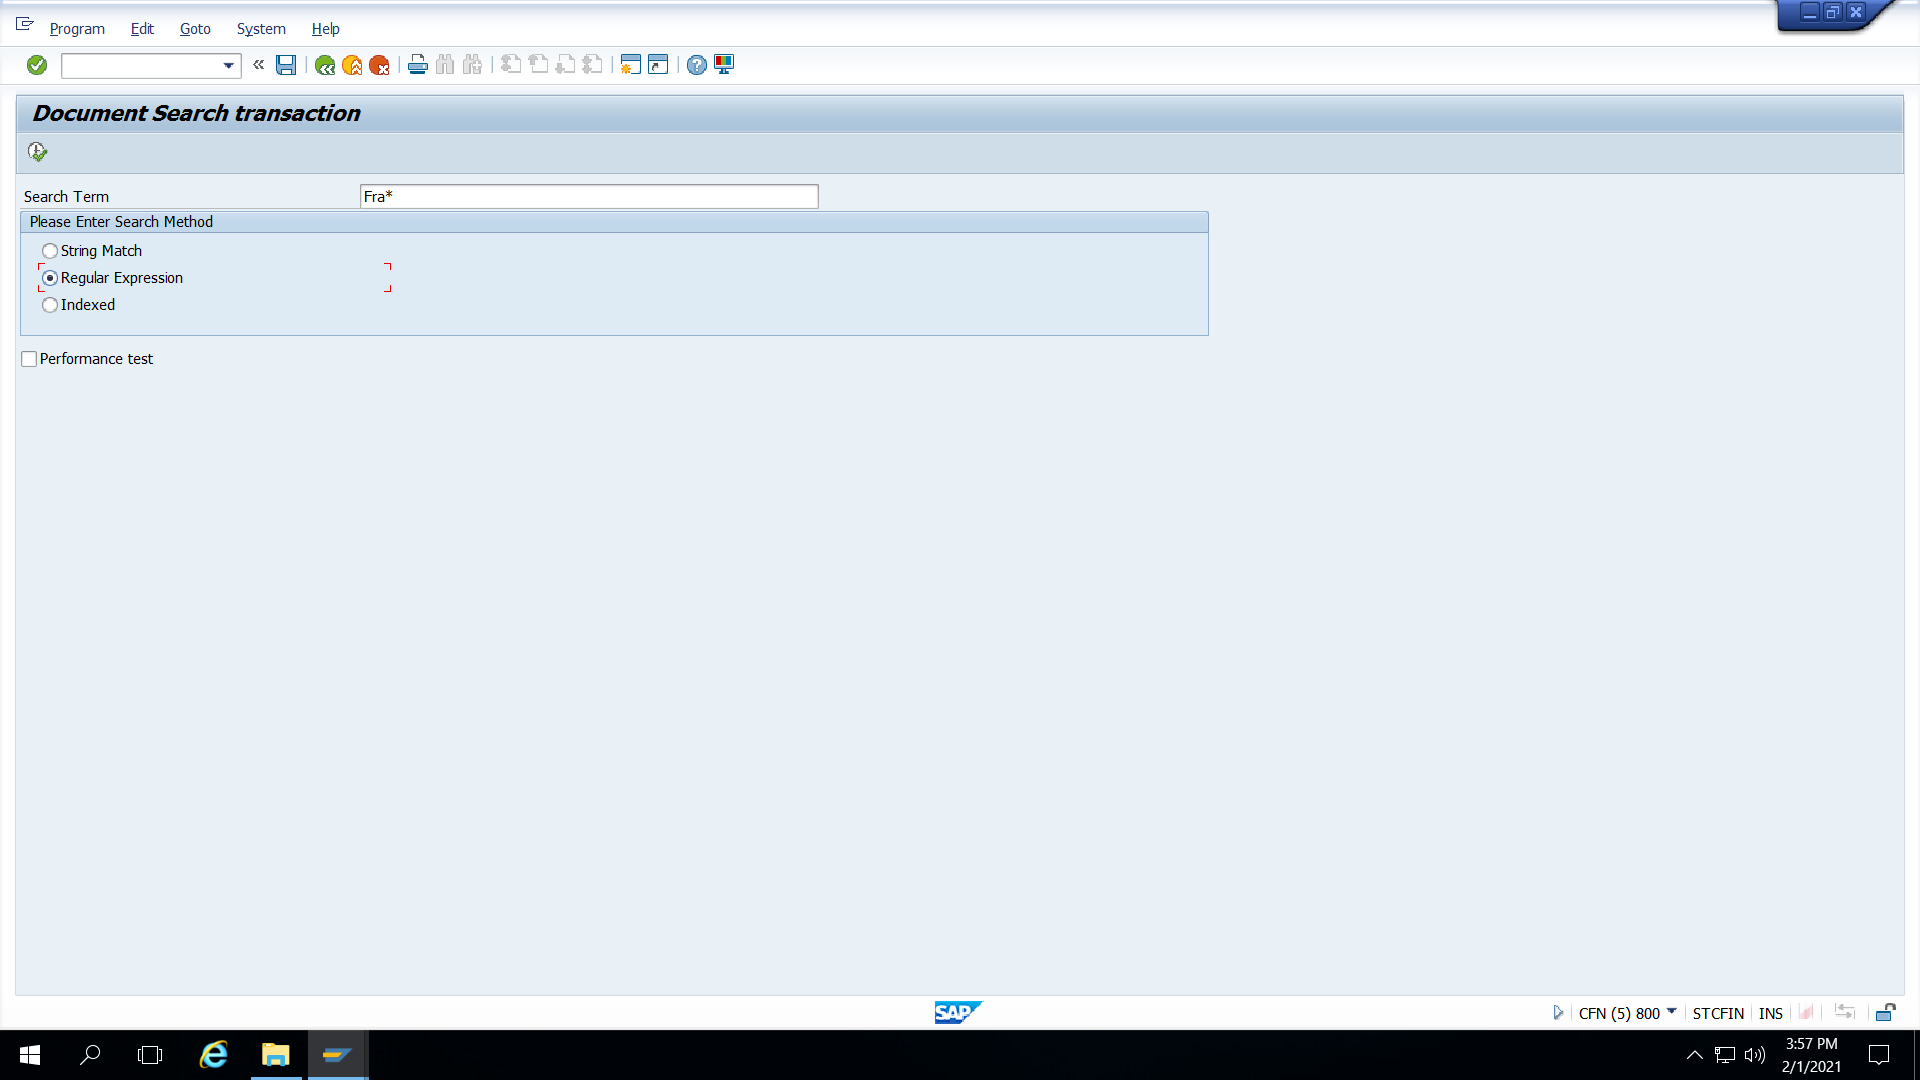 Program Edit Goto System Help
Document Search transaction
Search Term Fra*
Please Enter Search Method
String Match
Regular Expression
Indexed
Performance test
SAP CFN (5) 800 STCFIN INS
3:57 PM
2/1/2021